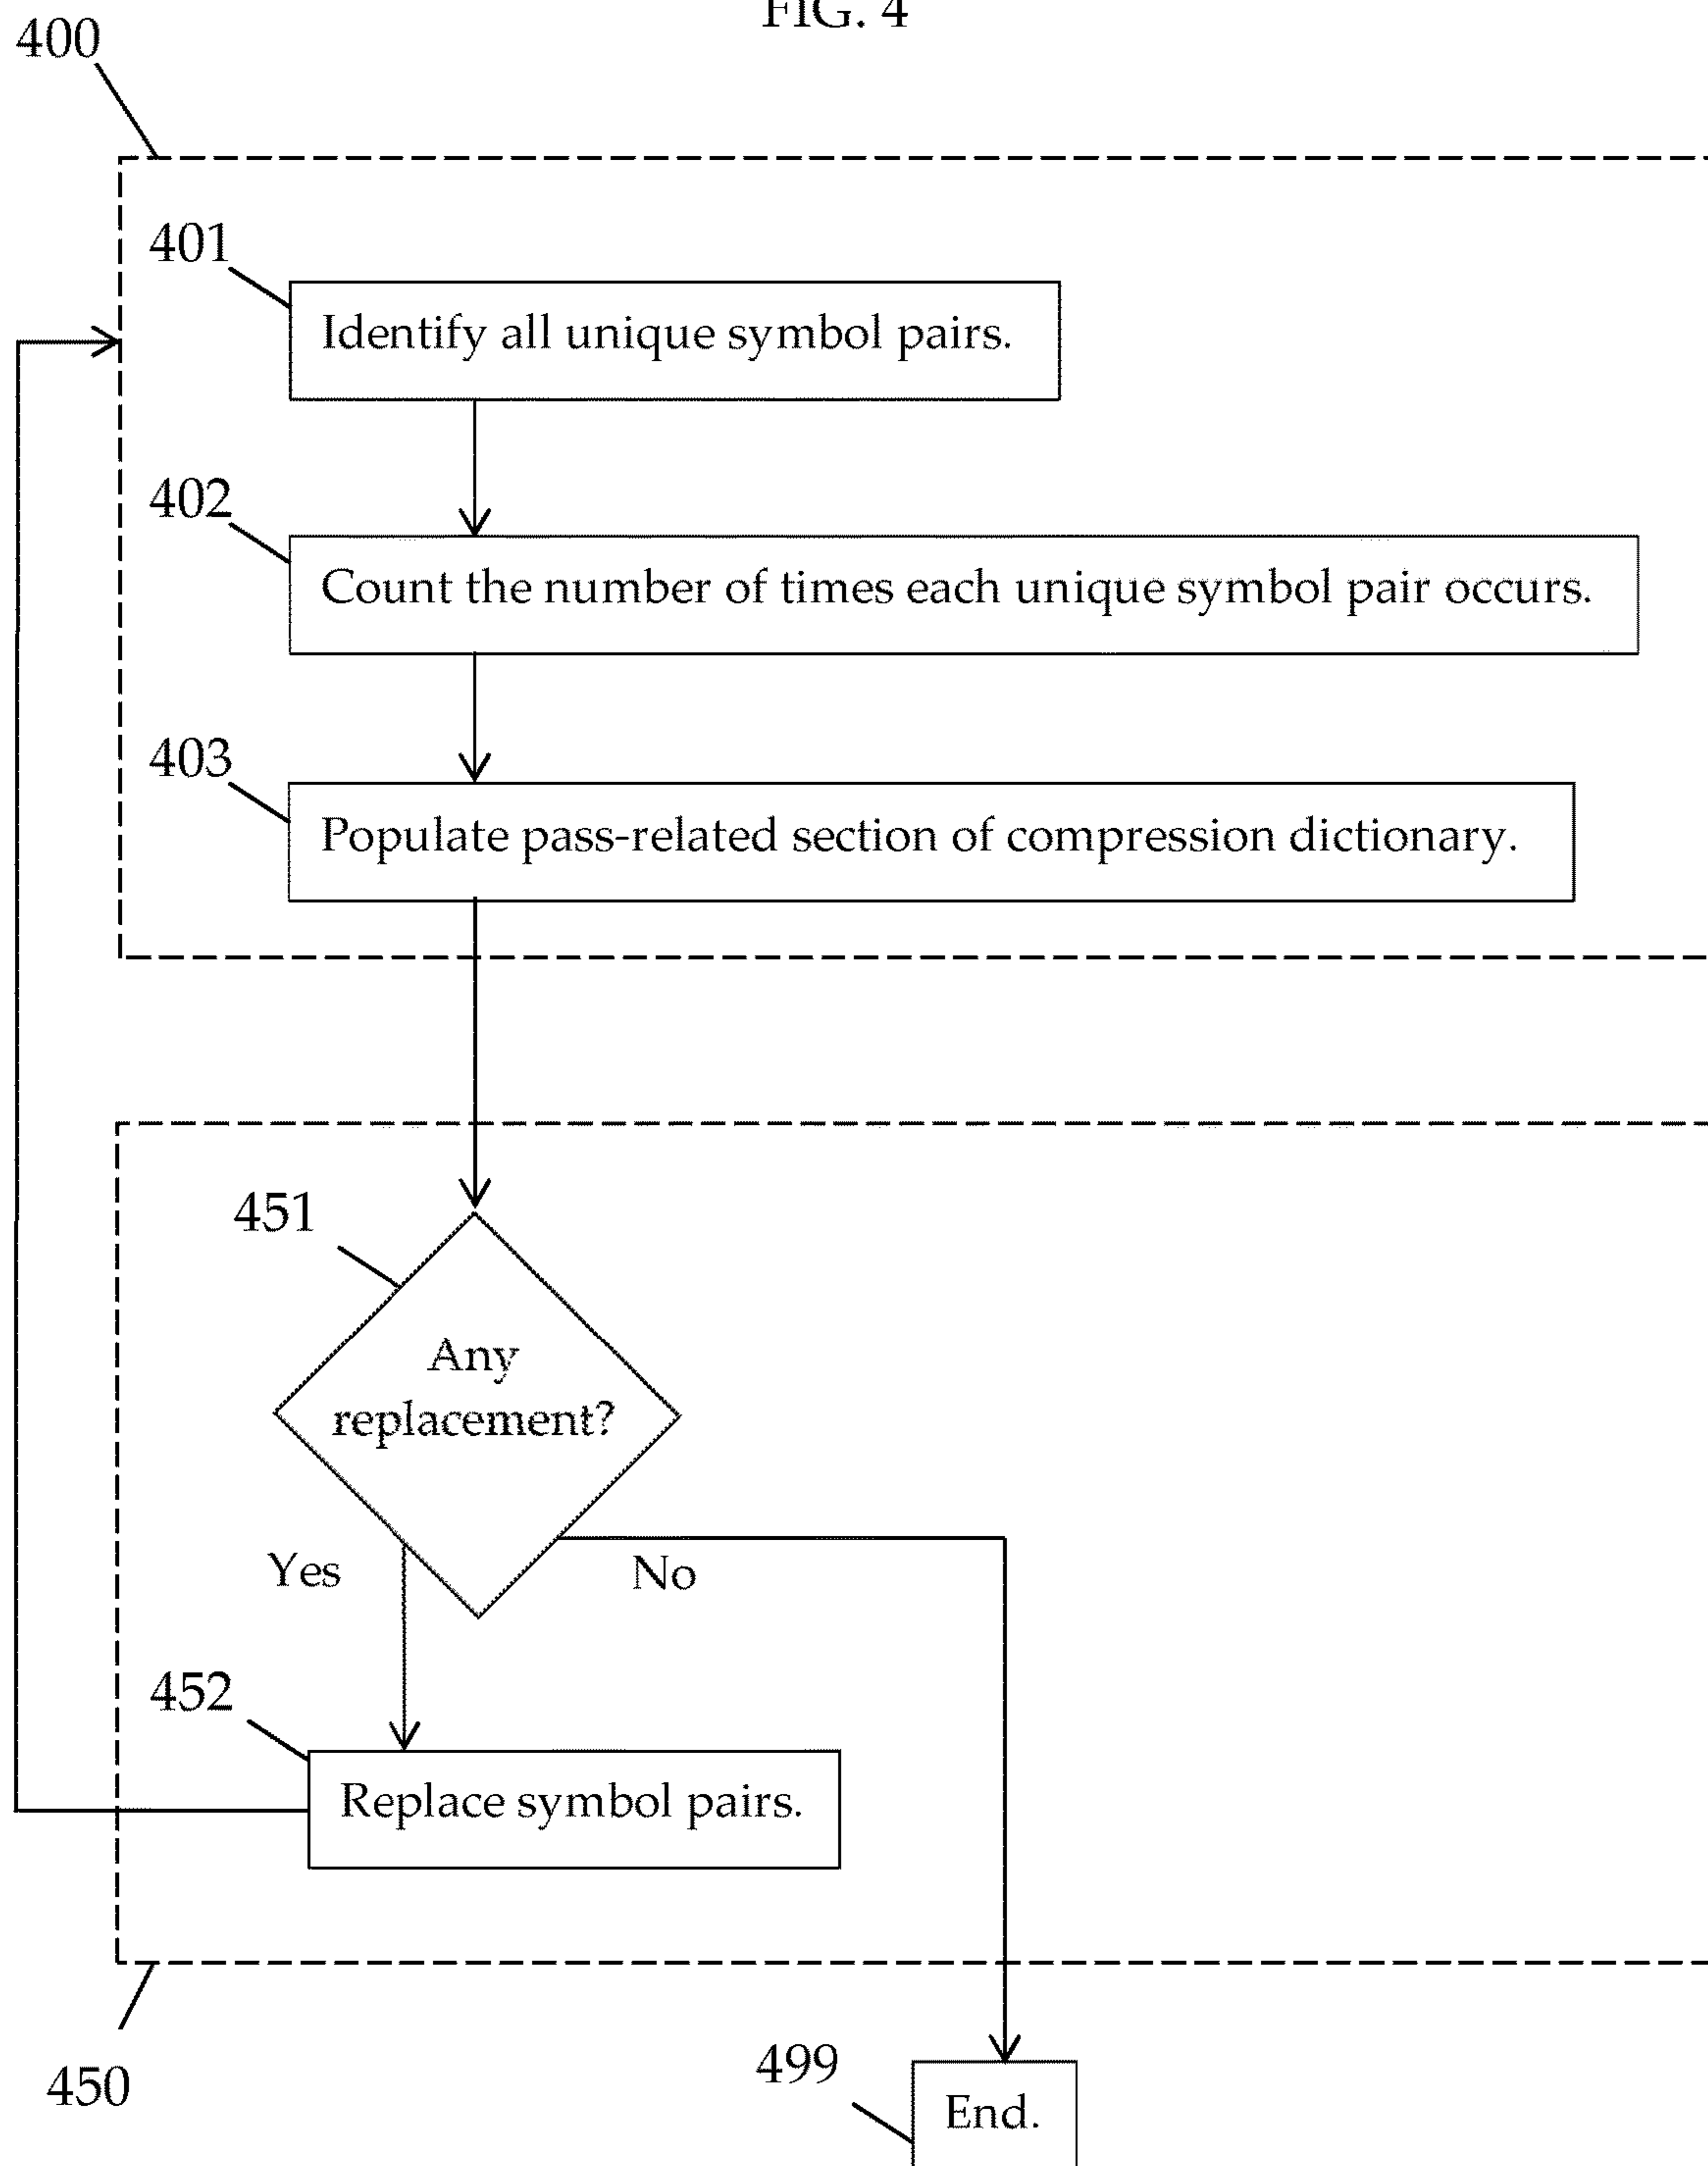 FIG. 4
400
401
Identify all unique symbol pairs.
402
Count the number of times each unique symbol pair occurs.
403
Populate pass-related section of compression dictionary.
451
Any
replacement?
Yes
No
452
Replace symbol pairs.
450
499
End.